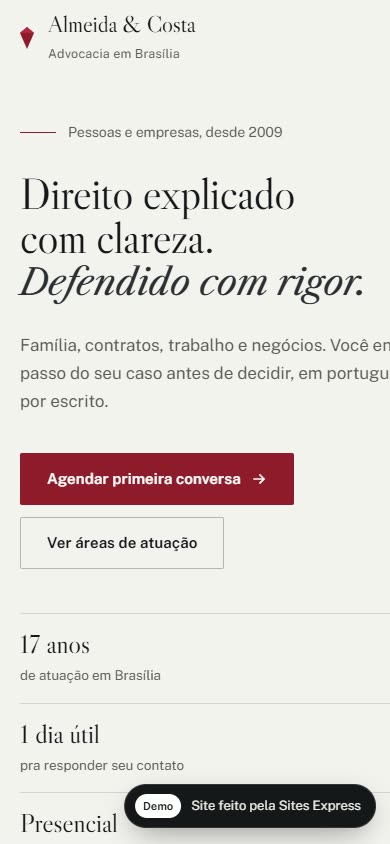 Almeida & Costa
Advocacia em Brasília
Pessoas e empresas, desde 2009
Direito explicado
com clareza.
Defendido com rigor.
Família, contratos, trabalho e negócios. Você
passo do seu caso antes de decidir, em
por escrito.
Agendar primeira conversa →
Ver áreas de atuação
17 anos
de atuação em Brasília
1 dia útil
pra responder seu contato
Presencial
Demo Site feito pela Sites Express